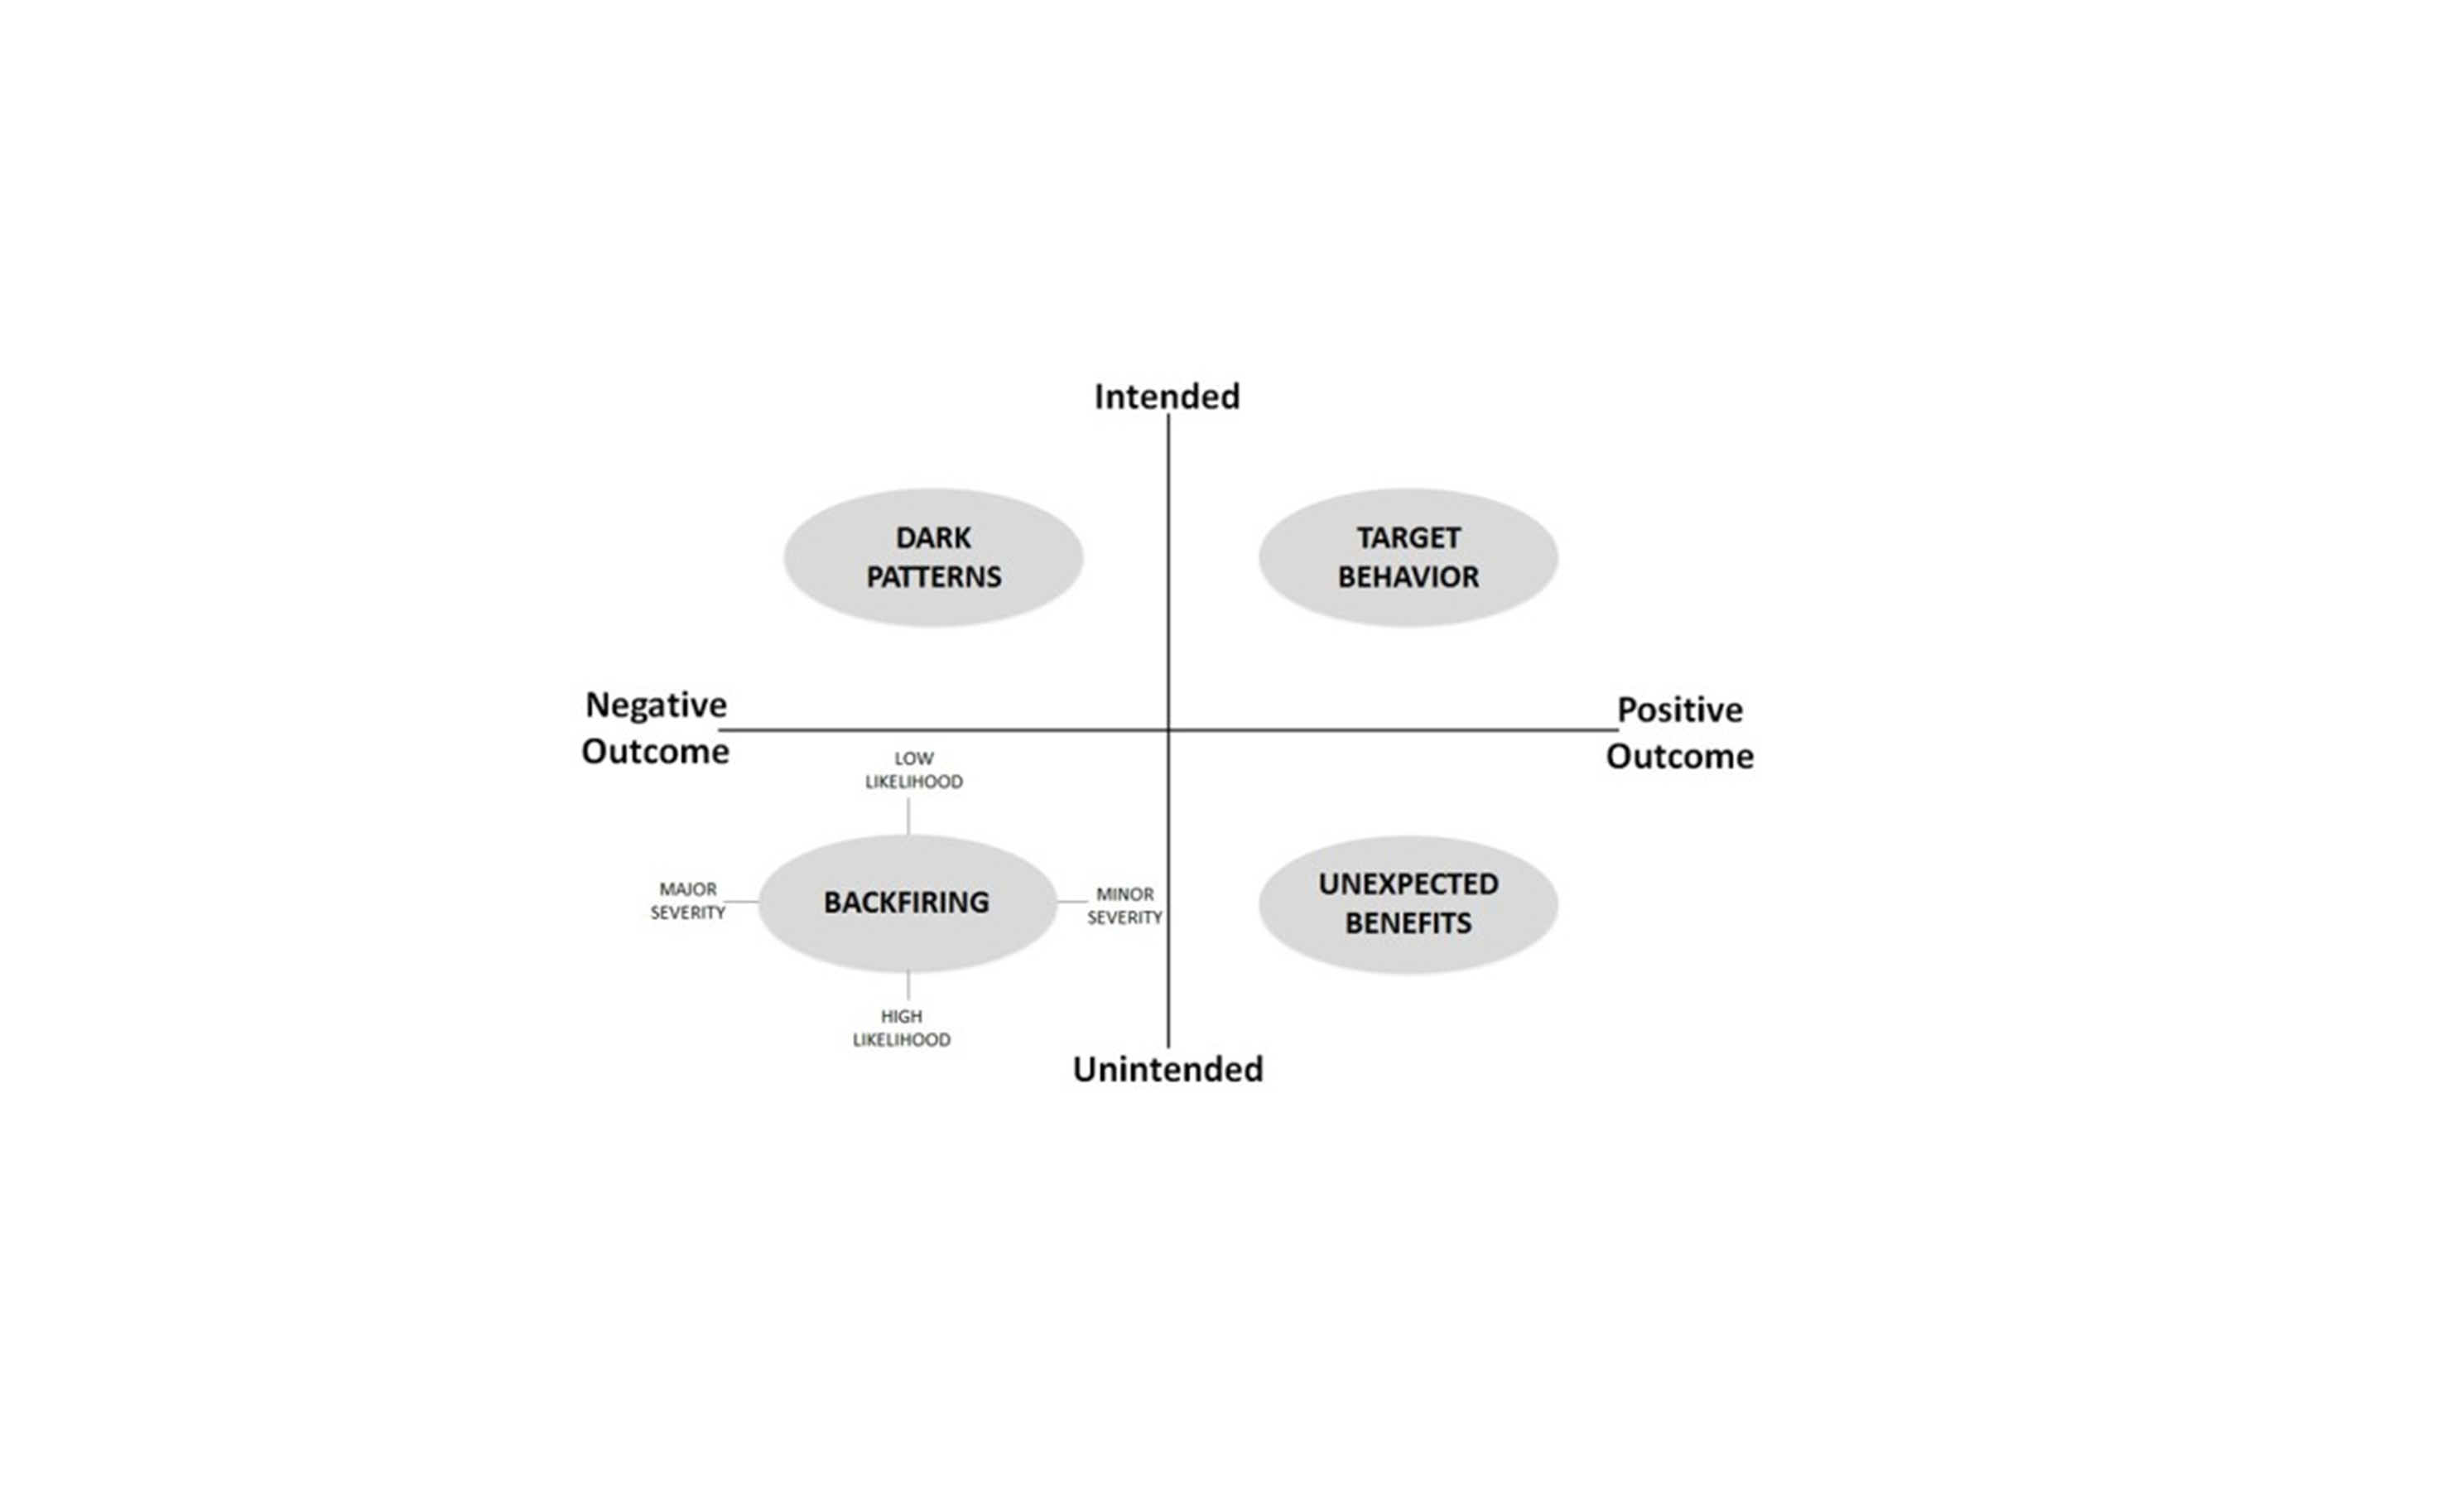 Intended
DARK
PATTERNS
TARGET
BEHAVIOR
Negative
Outcome
Positive
Outcome
LOW
LIKELIHOOD
MAJOR
SEVERITY
BACKFIRING
MINOR
SEVERITY
UNEXPECTED
BENEFITS
HIGH
LIKELIHOOD
Unintended